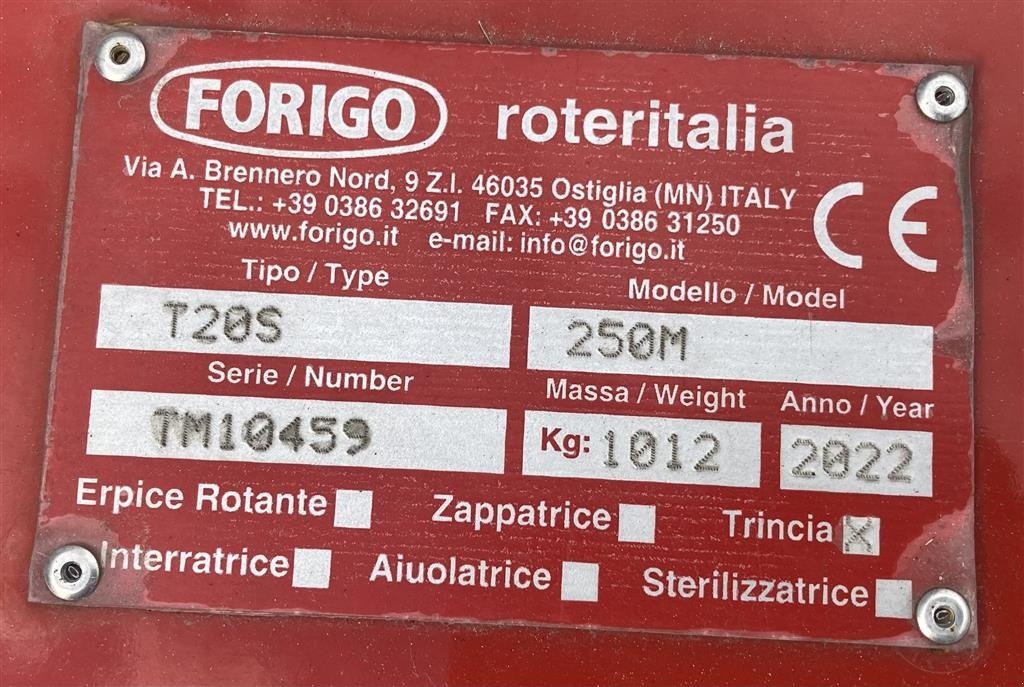 FORIGO roteritalia
Via A. Brennero Nord, 9 Z.I. 46035 Ostiglia (MN) ITALY
TEL.: +39 0386 32691 FAX: +39 0386 31250
www.forigo.it e-mail: info@forigo.it
CE
Tipo / Type Modello / Model
T20S 250M
Serie / Number Massa / Weight Anno / Year
TM10459 Kg: 1012 2022
Erpice Rotante Zappatrice Trincia X
Interratrice Aiuolatrice Sterilizzatrice